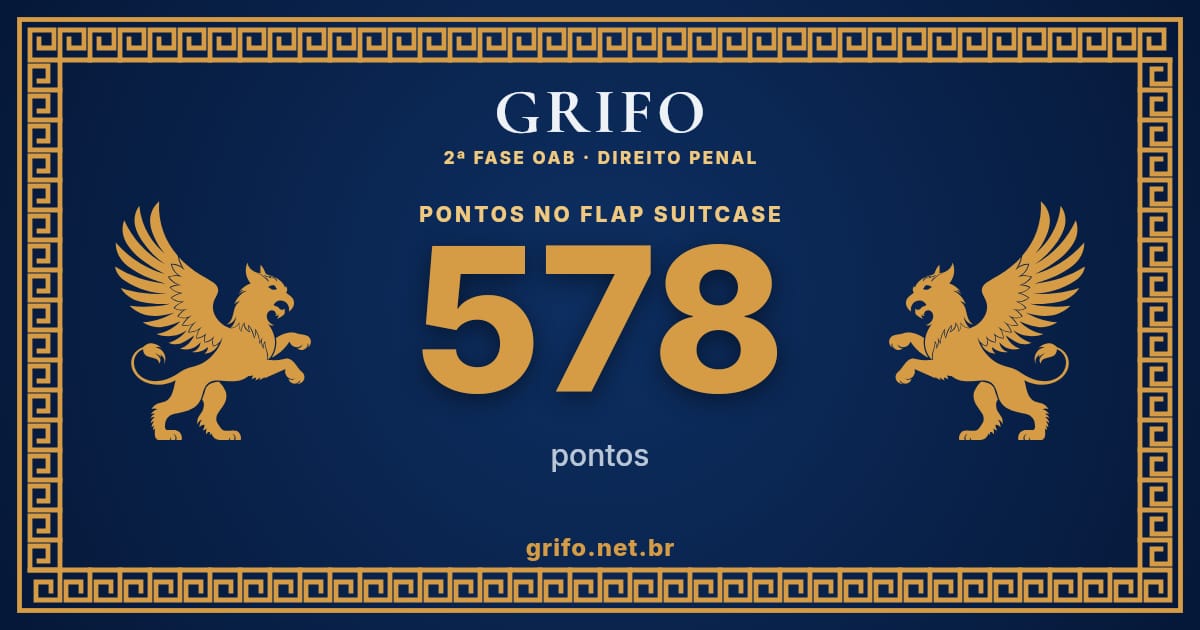 GRIFO
2ª FASE OAB · DIREITO PENAL
PONTOS NO FLAP SUITCASE
578
pontos
grifo.net.br